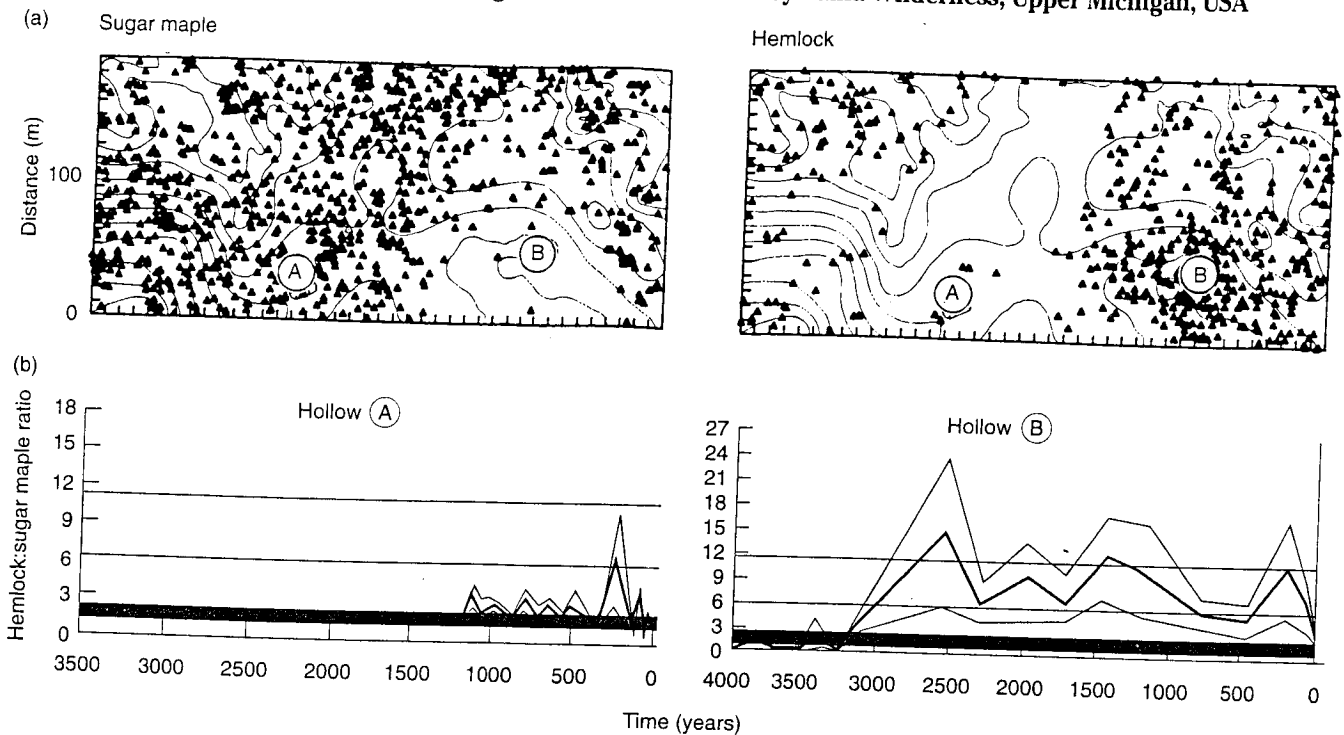 Wilderness, Upper Michigan, USA
(a)
Sugar maple
Hemlock
Distance (m)
100
0
A
B
A
B
(b)
Hemlock:sugar maple ratio
Hollow A
18
15
12
9
6
3
0
3500 3000 2500 2000 1500 1000 500 0
Hollow B
27
24
21
18
15
12
9
6
3
0
4000 3500 3000 2500 2000 1500 1000 500 0
Time (years)